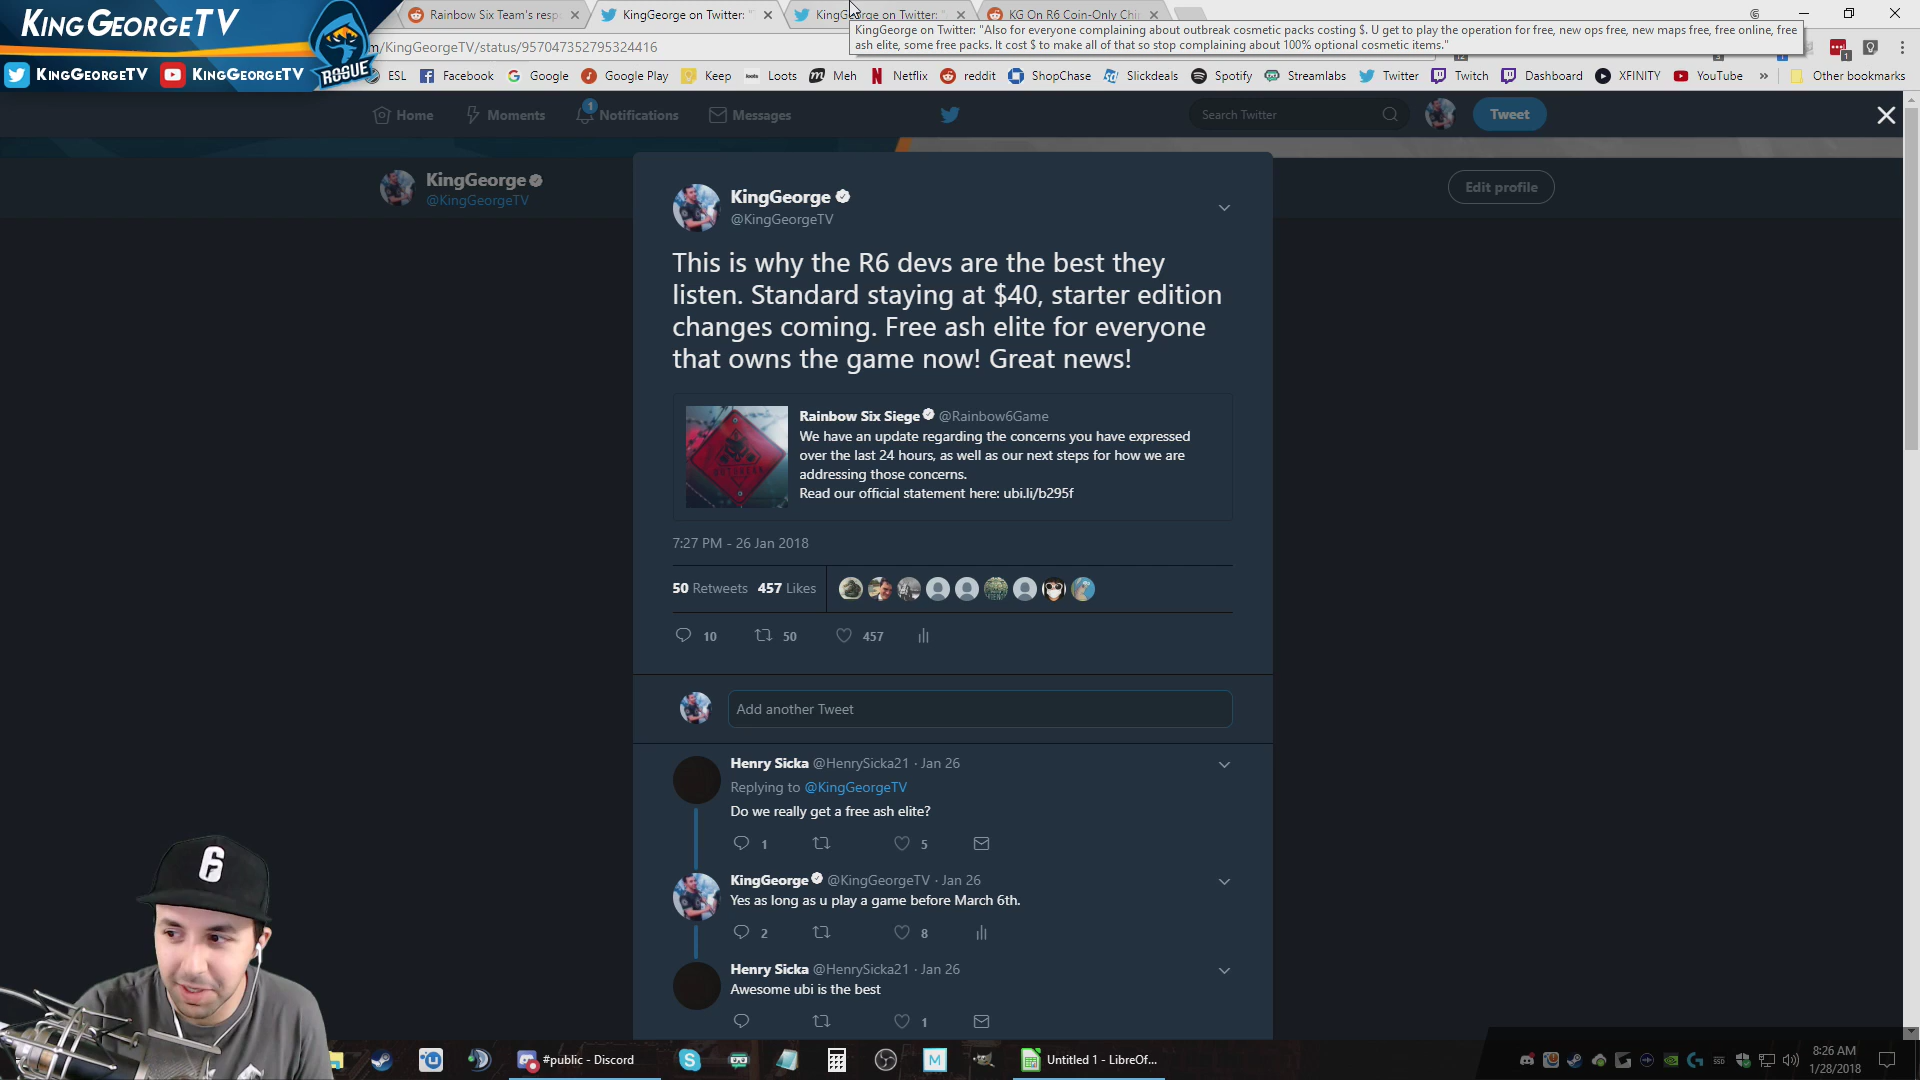 KINGGEORGETV
KINGGEORGETV
KINGGEORGETV
ROGUE
Rainbow Six Team's resp
KingGeorge on Twitter: "
KingGeorge on Twitter: "
KG On R6 Coin-Only Chi
m/KingGeorgeTV/status/957047352795324416
KingGeorge on Twitter: "Also for everyone complaining about outbreak cosmetic packs costing $. U get to play the operation for free, new ops free, new maps free, free online, free
ash elite, some free packs. It cost $ to make all of that so stop complaining about 100% optional cosmetic items."
ESL
Facebook
Google
Google Play
Keep
Loots
Meh
Netflix
reddit
ShopChase
Slickdeals
Spotify
Streamlabs
Twitter
Twitch
Dashboard
XFINITY
YouTube
»
Other bookmarks
Home
Moments
1
Notifications
Messages
Search Twitter
Tweet
KingGeorge
@KingGeorgeTV
Edit profile
KingGeorge
@KingGeorgeTV
This is why the R6 devs are the best they
listen. Standard staying at $40, starter edition
changes coming. Free ash elite for everyone
that owns the game now! Great news!
Rainbow Six Siege @Rainbow6Game
We have an update regarding the concerns you have expressed
over the last 24 hours, as well as our next steps for how we are
addressing those concerns.
Read our official statement here: ubi.li/b295f
7:27 PM - 26 Jan 2018
50 Retweets 457 Likes
10 50 457
Add another Tweet
Henry Sicka @HenrySicka21 · Jan 26
Replying to @KingGeorgeTV
Do we really get a free ash elite?
1 5
KingGeorge @KingGeorgeTV · Jan 26
Yes as long as u play a game before March 6th.
2 8
Henry Sicka @HenrySicka21 · Jan 26
Awesome ubi is the best
1
6
#public - Discord
Untitled 1 - LibreOf...
8:26 AM
1/28/2018